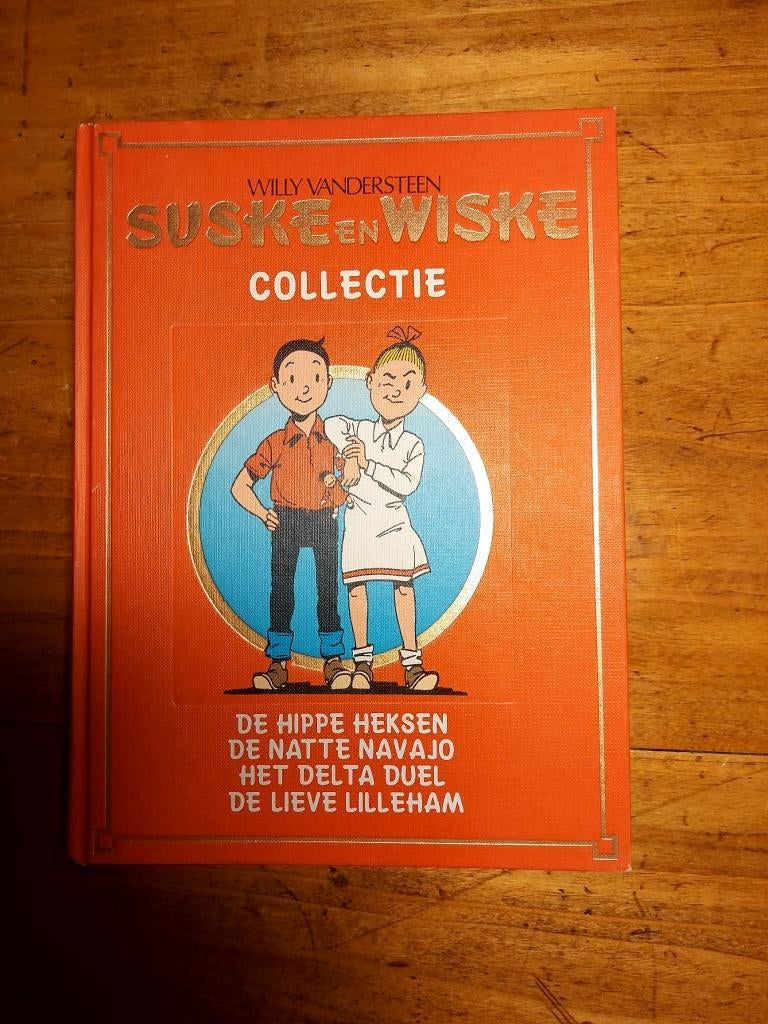 WILLY VANDERSTEEN
SUSKE EN WISKE
COLLECTIE
DE HIPPE HEKSEN
DE NATTE NAVAJO
HET DELTA DUEL
DE LIEVE LILLEHAM